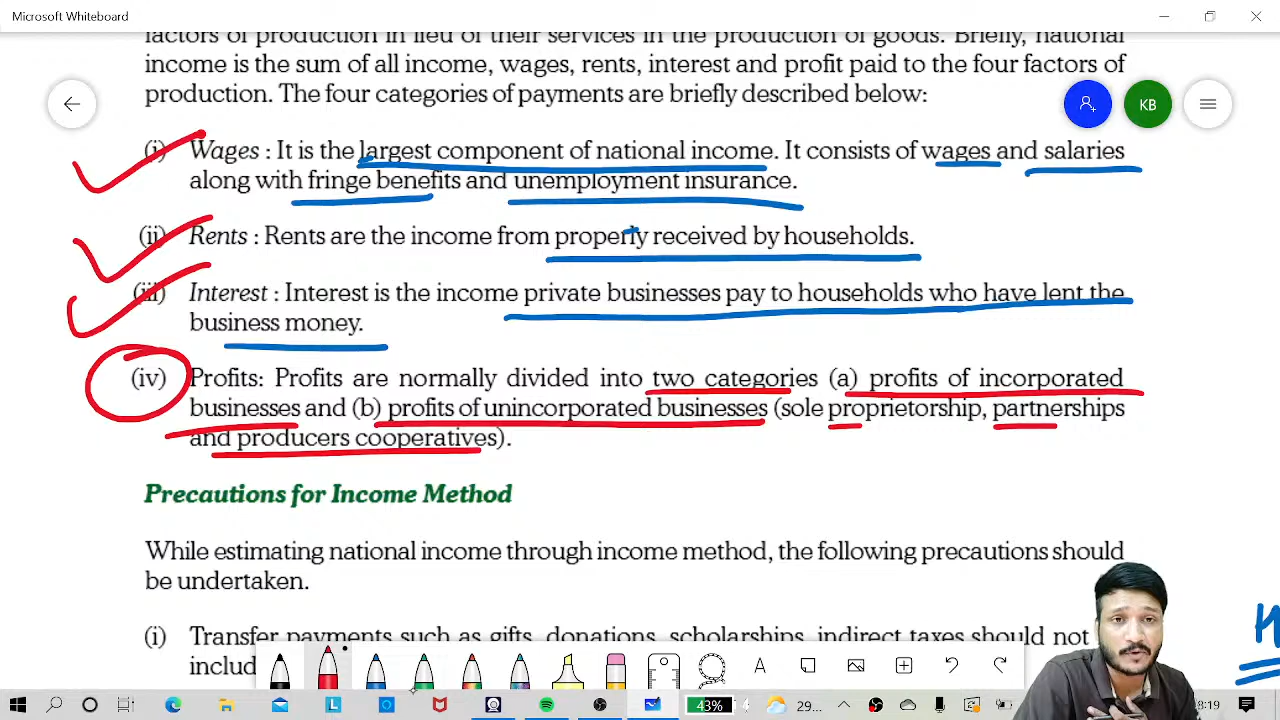 Microsoft Whiteboard
factors of production in lieu of their services in the production of goods. Briefly, national
income is the sum of all income, wages, rents, interest and profit paid to the four factors of
production. The four categories of payments are briefly described below:
KB
(i) Wages : It is the largest component of national income. It consists of wages and salaries
along with fringe benefits and unemployment insurance.
(ii) Rents : Rents are the income from properly received by households.
(iii) Interest : Interest is the income private businesses pay to households who have lent the
business money.
(iv) Profits: Profits are normally divided into two categories (a) profits of incorporated
businesses and (b) profits of unincorporated businesses (sole proprietorship, partnerships
and producers cooperatives).
Precautions for Income Method
While estimating national income through income method, the following precautions should
be undertaken.
(i) Transfer payments such as gifts, donations, scholarships, indirect taxes should not
includ
A
43%
29...
8:19